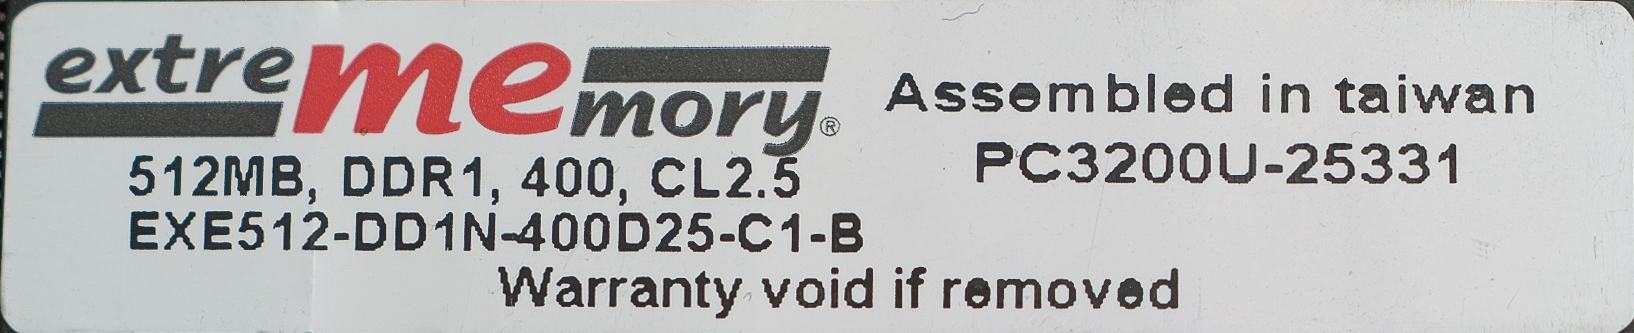 extrememory®
Assembled in taiwan
PC3200U-25331
512MB, DDR1, 400, CL2.5
EXE512-DD1N-400D25-C1-B
Warranty void if removed